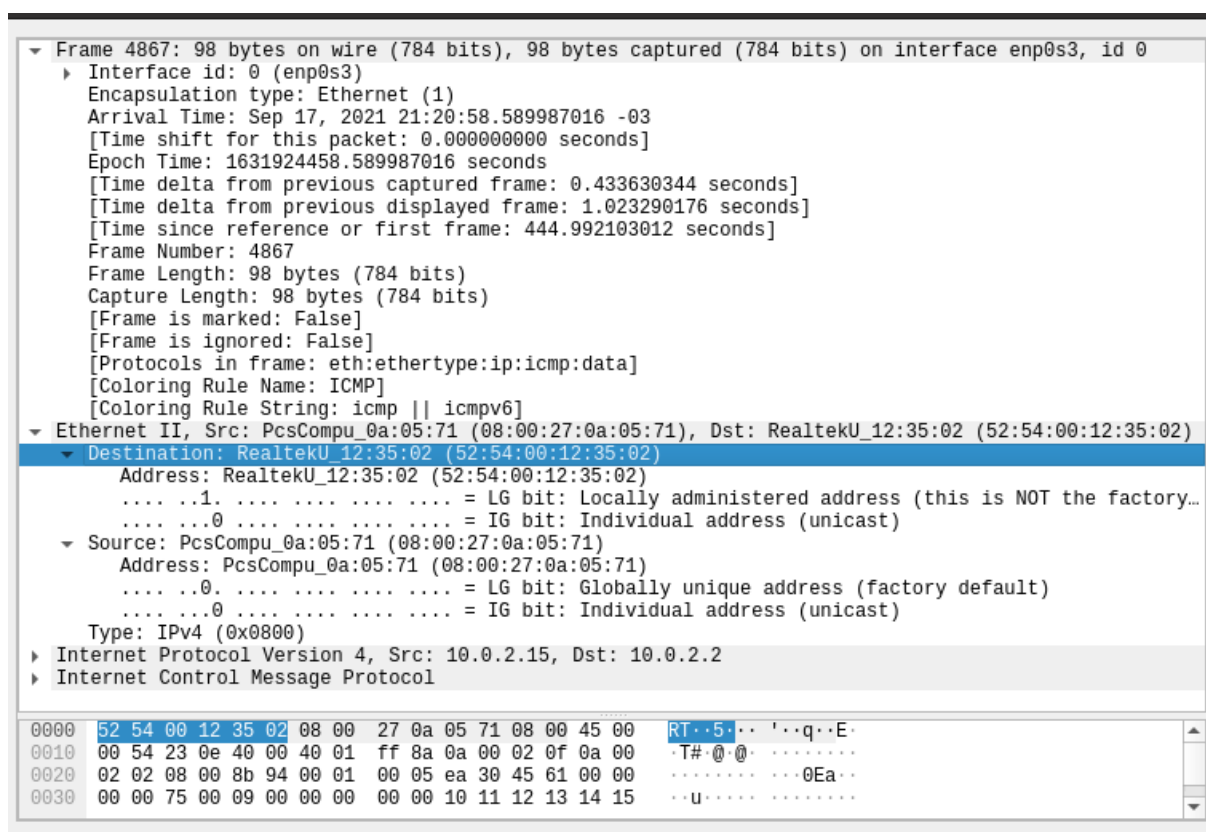 Frame 4867: 98 bytes on wire (784 bits), 98 bytes captured (784 bits) on interface enp0s3, id 0
Interface id: 0 (enp0s3)
Encapsulation type: Ethernet (1)
Arrival Time: Sep 17, 2021 21:20:58.589987016 -03
[Time shift for this packet: 0.000000000 seconds]
Epoch Time: 1631924458.589987016 seconds
[Time delta from previous captured frame: 0.433630344 seconds]
[Time delta from previous displayed frame: 1.023290176 seconds]
[Time since reference or first frame: 444.992103012 seconds]
Frame Number: 4867
Frame Length: 98 bytes (784 bits)
Capture Length: 98 bytes (784 bits)
[Frame is marked: False]
[Frame is ignored: False]
[Protocols in frame: eth:ethertype:ip:icmp:data]
[Coloring Rule Name: ICMP]
[Coloring Rule String: icmp || icmpv6]
Ethernet II, Src: PcsCompu_0a:05:71 (08:00:27:0a:05:71), Dst: RealtekU_12:35:02 (52:54:00:12:35:02)
Destination: RealtekU_12:35:02 (52:54:00:12:35:02)
Address: RealtekU_12:35:02 (52:54:00:12:35:02)
.... ..1. .... .... .... .... = LG bit: Locally administered address (this is NOT the factory…
.... ...0 .... .... .... .... = IG bit: Individual address (unicast)
Source: PcsCompu_0a:05:71 (08:00:27:0a:05:71)
Address: PcsCompu_0a:05:71 (08:00:27:0a:05:71)
.... ..0. .... .... .... .... = LG bit: Globally unique address (factory default)
.... ...0 .... .... .... .... = IG bit: Individual address (unicast)
Type: IPv4 (0x0800)
Internet Protocol Version 4, Src: 10.0.2.15, Dst: 10.0.2.2
Internet Control Message Protocol
0000 52 54 00 12 35 02 08 00 27 0a 05 71 08 00 45 00 RT··5··· '··q··E·
0010 00 54 23 0e 40 00 40 01 ff 8a 0a 00 02 0f 0a 00 ·T#·@·@· ········
0020 02 02 08 00 8b 94 00 01 00 05 ea 30 45 61 00 00 ········ ···0Ea··
0030 00 00 75 00 09 00 00 00 00 00 10 11 12 13 14 15 ··u····· ········